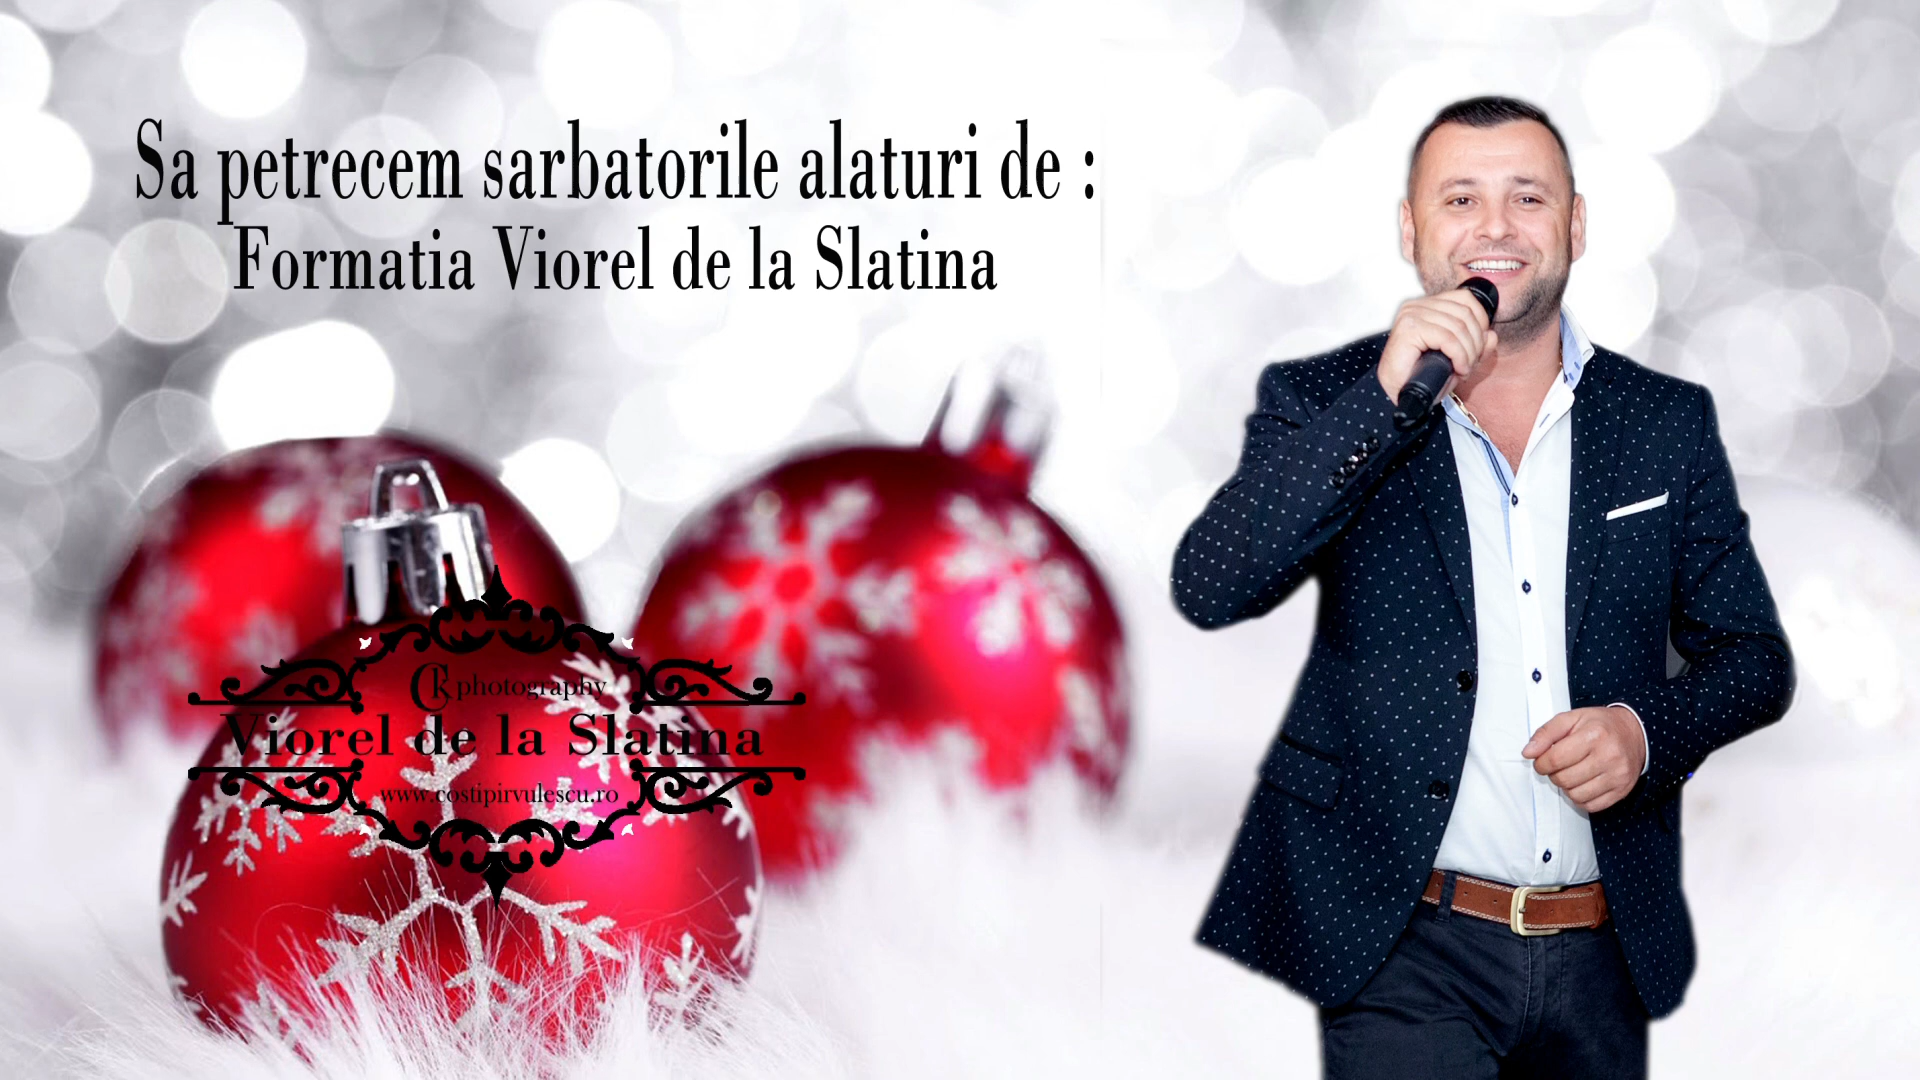 Sa petrecem sarbatorile alaturi de :
Formatia Viorel de la Slatina
CK photography
Viorel de la Slatina
www.costipirvulescu.ro